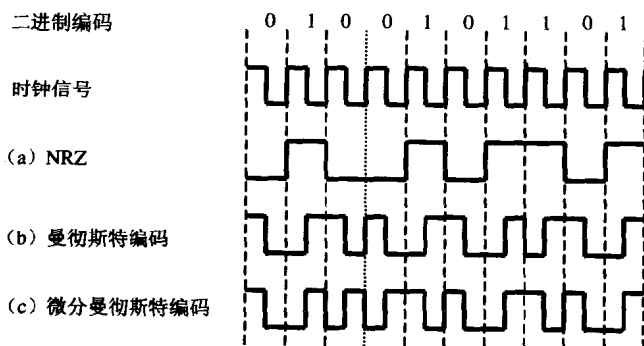 二进制编码 0 1 0 0 1 0 1 1 0 1
时钟信号
（a）NRZ
（b）曼彻斯特编码
（c）微分曼彻斯特编码